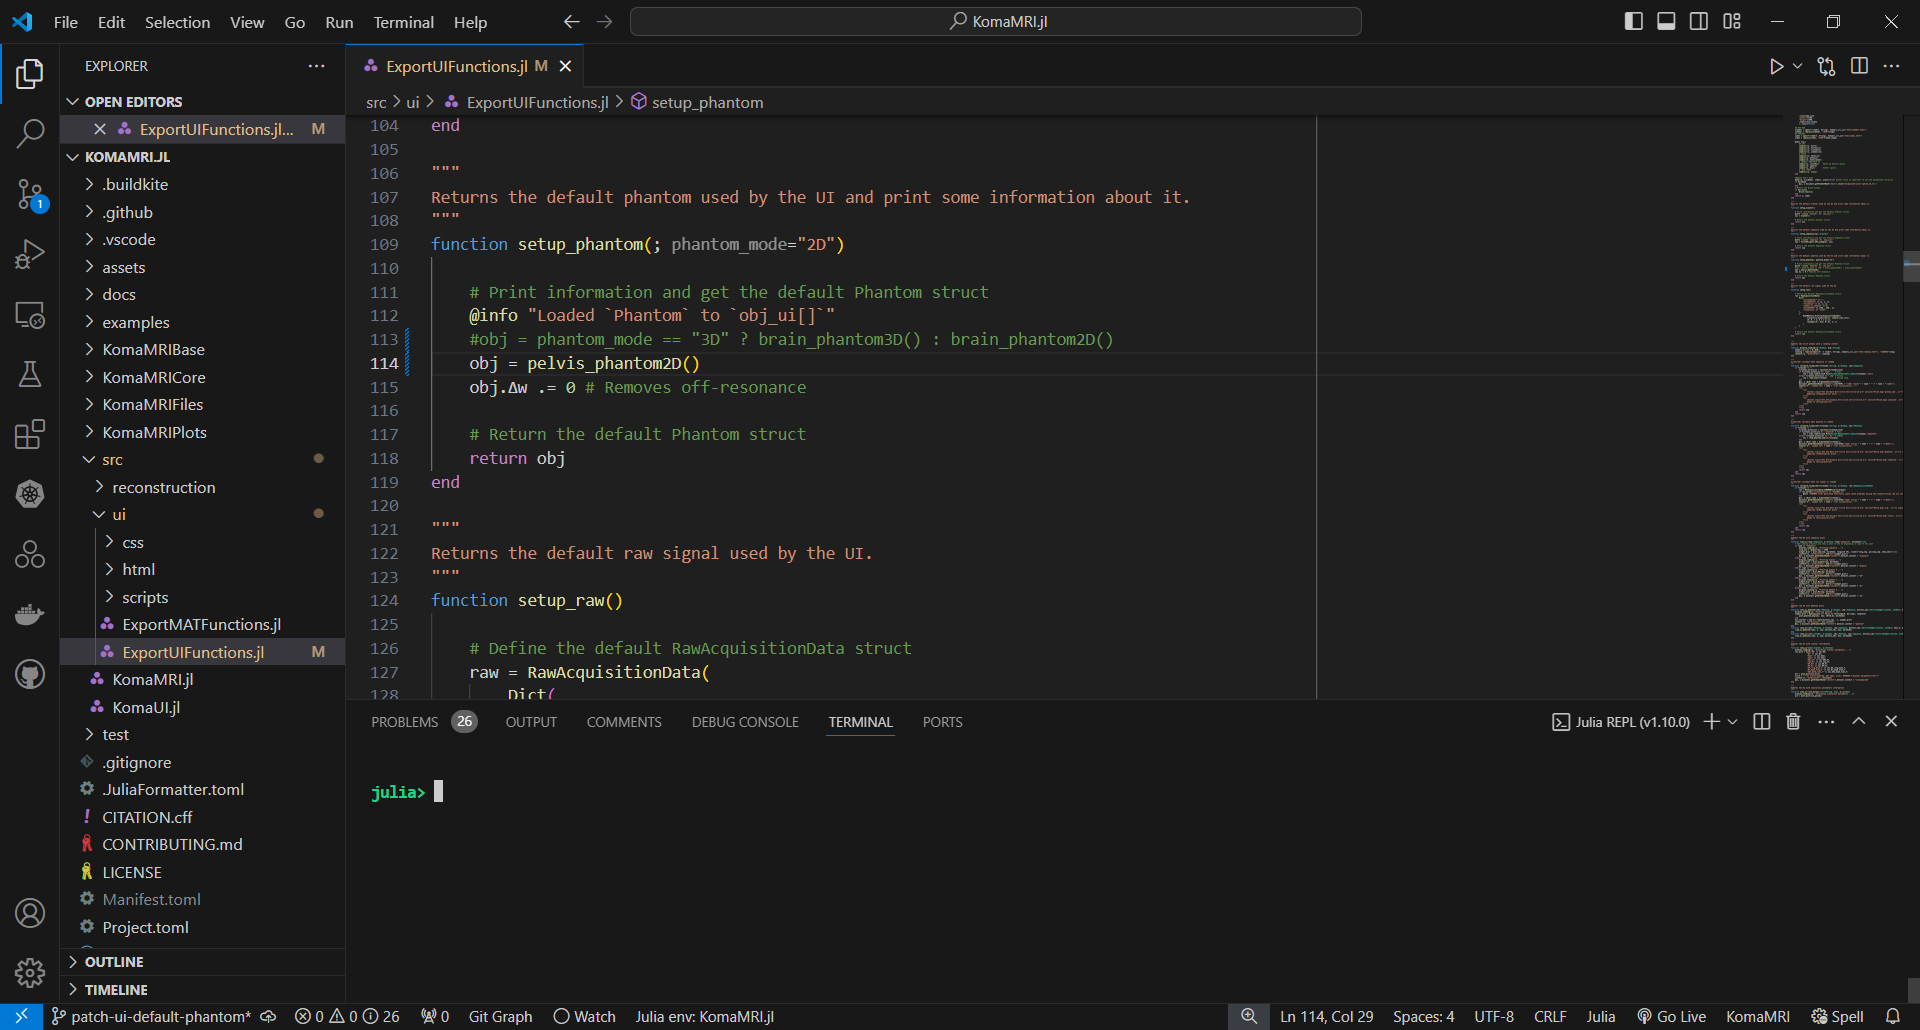 File Edit Selection View Go Run Terminal Help
KomaMRI.jl
EXPLORER
OPEN EDITORS
ExportUIFunctions.jl... M
KOMAMRI.JL
.buildkite
.github
.vscode
assets
docs
examples
KomaMRIBase
KomaMRICore
KomaMRIFiles
KomaMRIPlots
src
reconstruction
ui
css
html
scripts
ExportMATFunctions.jl
ExportUIFunctions.jl M
KomaMRI.jl
KomaUI.jl
test
.gitignore
.JuliaFormatter.toml
CITATION.cff
CONTRIBUTING.md
LICENSE
Manifest.toml
Project.toml
OUTLINE
TIMELINE
1
ExportUIFunctions.jl M
src > ui > ExportUIFunctions.jl > setup_phantom
104 end
105
106 """
107 Returns the default phantom used by the UI and print some information about it.
108 """
109 function setup_phantom(; phantom_mode="2D")
110
111 # Print information and get the default Phantom struct
112 @info "Loaded `Phantom` to `obj_ui[]`"
113 #obj = phantom_mode == "3D" ? brain_phantom3D() : brain_phantom2D()
114 obj = pelvis_phantom2D()
115 obj.Δw .= 0 # Removes off-resonance
116
117 # Return the default Phantom struct
118 return obj
119 end
120
121 """
122 Returns the default raw signal used by the UI.
123 """
124 function setup_raw()
125
126 # Define the default RawAcquisitionData struct
127 raw = RawAcquisitionData(
128 Dict(
PROBLEMS 26 OUTPUT COMMENTS DEBUG CONSOLE TERMINAL PORTS
Julia REPL (v1.10.0)
julia>
patch-ui-default-phantom* 0 0 26 0 Git Graph Watch Julia env: KomaMRI.jl
Ln 114, Col 29 Spaces: 4 UTF-8 CRLF Julia Go Live KomaMRI Spell